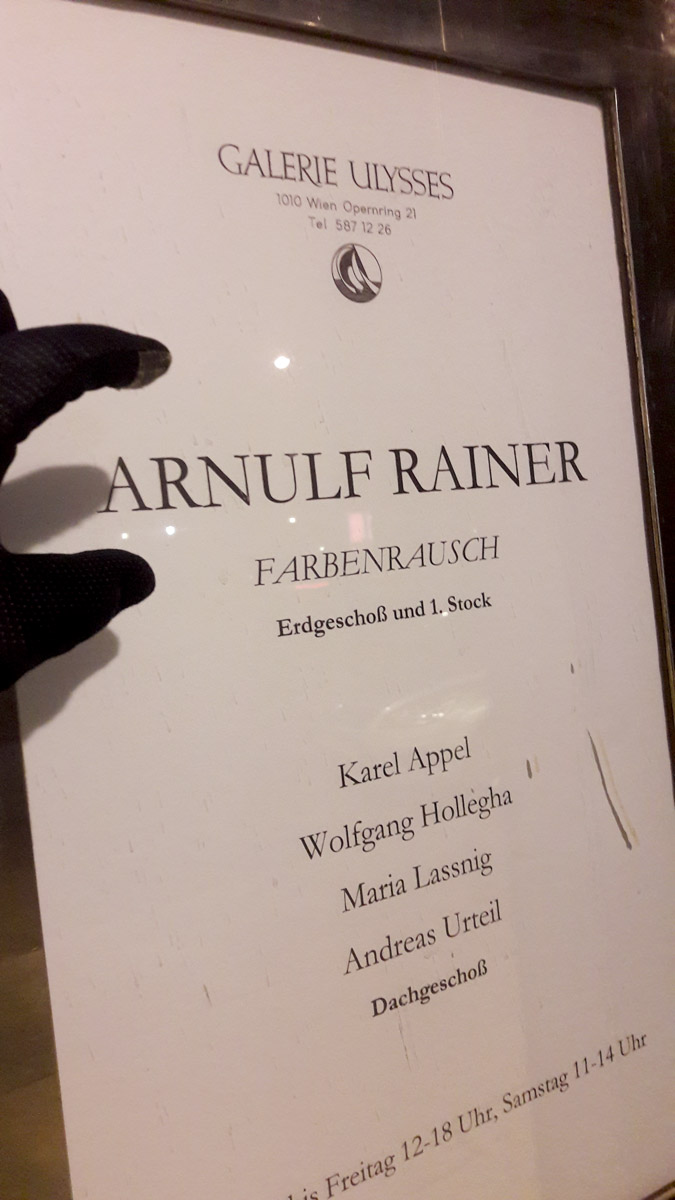 GALERIE ULYSSES
1010 Wien Opernring 21
Tel 587 12 26
ARNULF RAINER
FARBENRAUSCH
Erdgeschoß und 1. Stock
Karel Appel
Wolfgang Hollegha
Maria Lassnig
Andreas Urteil
Dachgeschoß
bis Freitag 12-18 Uhr, Samstag 11-14 Uhr